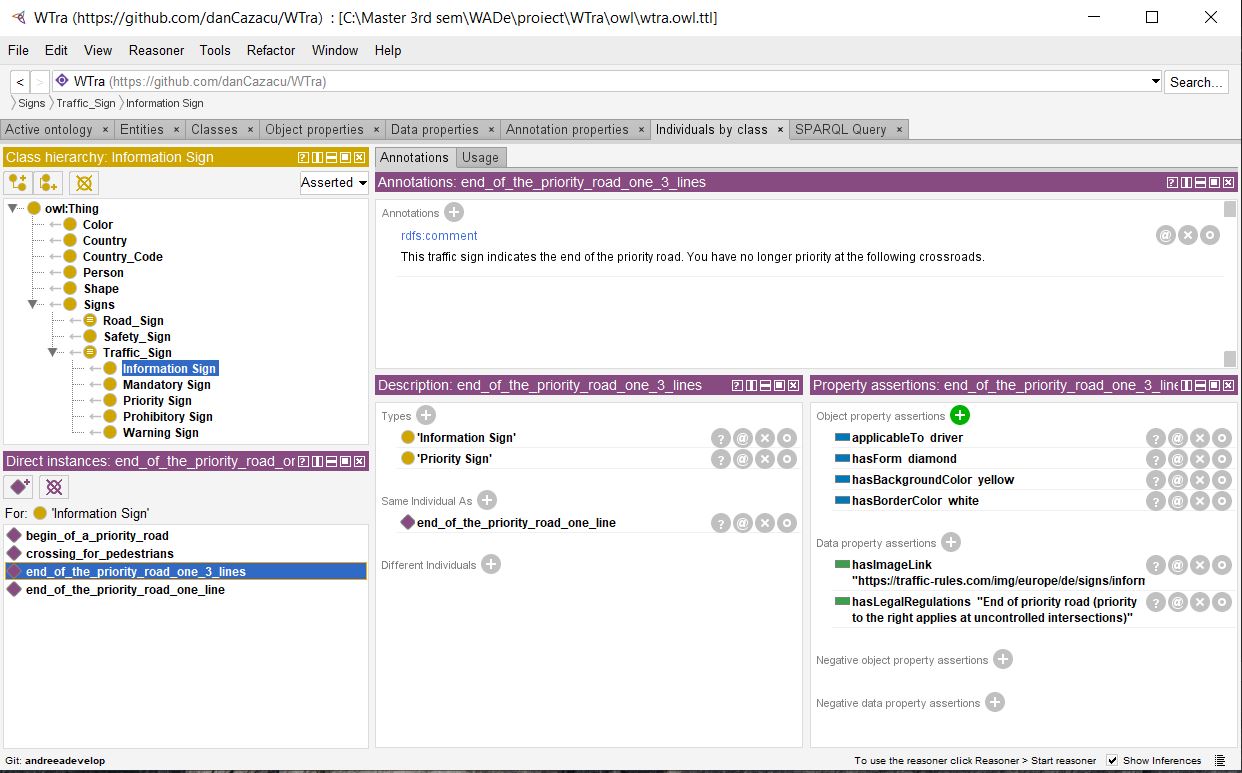 WTra (https://github.com/danCazacu/WTra) : [C:\Master 3rd sem\WADe\proiect\WTra\owl\wtra.owl.ttl]
File Edit View Reasoner Tools Refactor Window Help
< > WTra (https://github.com/danCazacu/WTra) Search...
Signs Traffic_Sign Information Sign
Active ontology × Entities × Classes × Object properties × Data properties × Annotation properties × Individuals by class × SPARQL Query ×
Class hierarchy: Information Sign
Asserted
owl:Thing
Color
Country
Country_Code
Person
Shape
Signs
Road_Sign
Safety_Sign
Traffic_Sign
Information Sign
Mandatory Sign
Priority Sign
Prohibitory Sign
Warning Sign
Direct instances: end_of_the_priority_road_or
For: 'Information Sign'
begin_of_a_priority_road
crossing_for_pedestrians
end_of_the_priority_road_one_3_lines
end_of_the_priority_road_one_line
Annotations Usage
Annotations: end_of_the_priority_road_one_3_lines
Annotations
rdfs:comment
This traffic sign indicates the end of the priority road. You have no longer priority at the following crossroads.
Description: end_of_the_priority_road_one_3_lines
Types
'Information Sign'
'Priority Sign'
Same Individual As
end_of_the_priority_road_one_line
Different Individuals
Property assertions: end_of_the_priority_road_one_3_line
Object property assertions
applicableTo driver
hasForm diamond
hasBackgroundColor yellow
hasBorderColor white
Data property assertions
hasImageLink
"https://traffic-rules.com/img/europe/de/signs/inform
hasLegalRegulations "End of priority road (priority
to the right applies at uncontrolled intersections)"
Negative object property assertions
Negative data property assertions
Git: andreeadevelop
To use the reasoner click Reasoner > Start reasoner Show Inferences